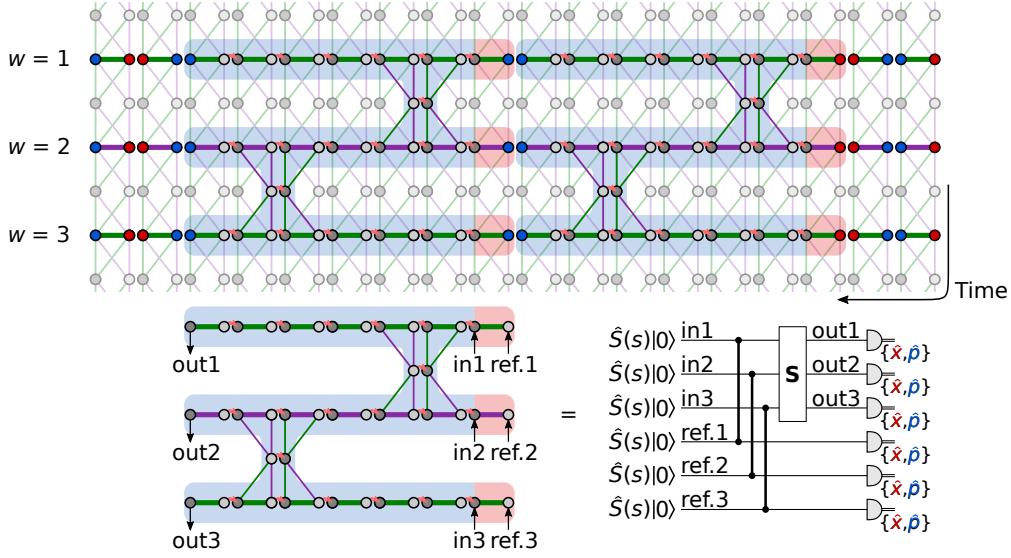 w = 1
w = 2
w = 3
Time
out1 in1 ref.1
out2 in2 ref.2
out3 in3 ref.3
=
Ŝ(s)|0⟩ in1 out1 {x̂,p̂}
Ŝ(s)|0⟩ in2 out2 {x̂,p̂}
Ŝ(s)|0⟩ in3 S out3 {x̂,p̂}
Ŝ(s)|0⟩ ref.1 {x̂,p̂}
Ŝ(s)|0⟩ ref.2 {x̂,p̂}
Ŝ(s)|0⟩ ref.3 {x̂,p̂}